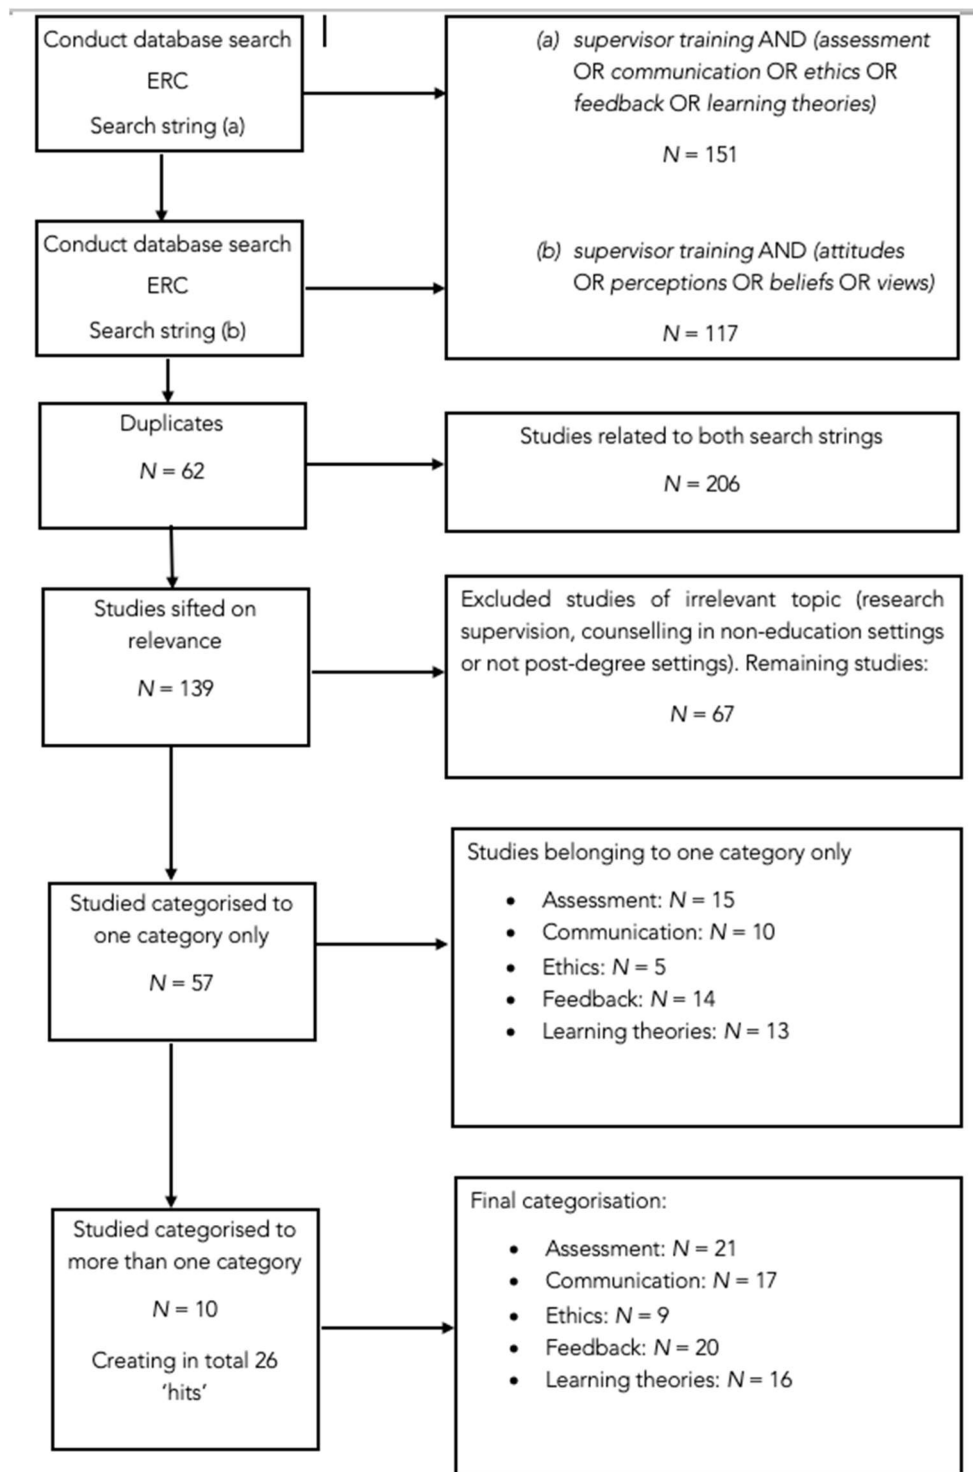 Conduct database search
ERC
Search string (a)
(a) supervisor training AND (assessment
OR communication OR ethics OR
feedback OR learning theories)
N = 151
Conduct database search
ERC
Search string (b)
(b) supervisor training AND (attitudes
OR perceptions OR beliefs OR views)
N = 117
Duplicates
N = 62
Studies related to both search strings
N = 206
Studies sifted on
relevance
N = 139
Excluded studies of irrelevant topic (research
supervision, counselling in non-education settings
or not post-degree settings). Remaining studies:
N = 67
Studied categorised to
one category only
N = 57
Studies belonging to one category only
• Assessment: N = 15
• Communication: N = 10
• Ethics: N = 5
• Feedback: N = 14
• Learning theories: N = 13
Studied categorised to
more than one category
N = 10
Creating in total 26
'hits'
Final categorisation:
• Assessment: N = 21
• Communication: N = 17
• Ethics: N = 9
• Feedback: N = 20
• Learning theories: N = 16